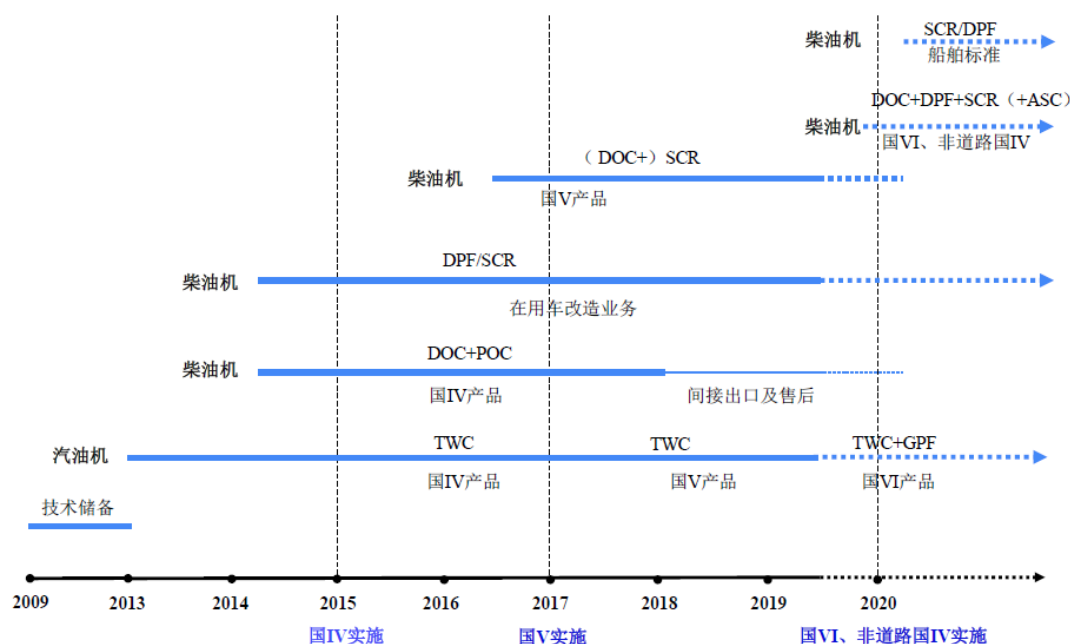 柴油机
SCR/DPF
船舶标准
DOC+DPF+SCR（+ASC）
柴油机
国VI、非道路国IV
（DOC+）SCR
柴油机
国V产品
DPF/SCR
柴油机
在用车改造业务
DOC+POC
柴油机
国IV产品
间接出口及售后
汽油机
TWC
TWC
TWC+GPF
国IV产品
国V产品
国VI产品
技术储备
2009 2013 2014 2015 2016 2017 2018 2019 2020
国IV实施
国V实施
国VI、非道路国IV实施